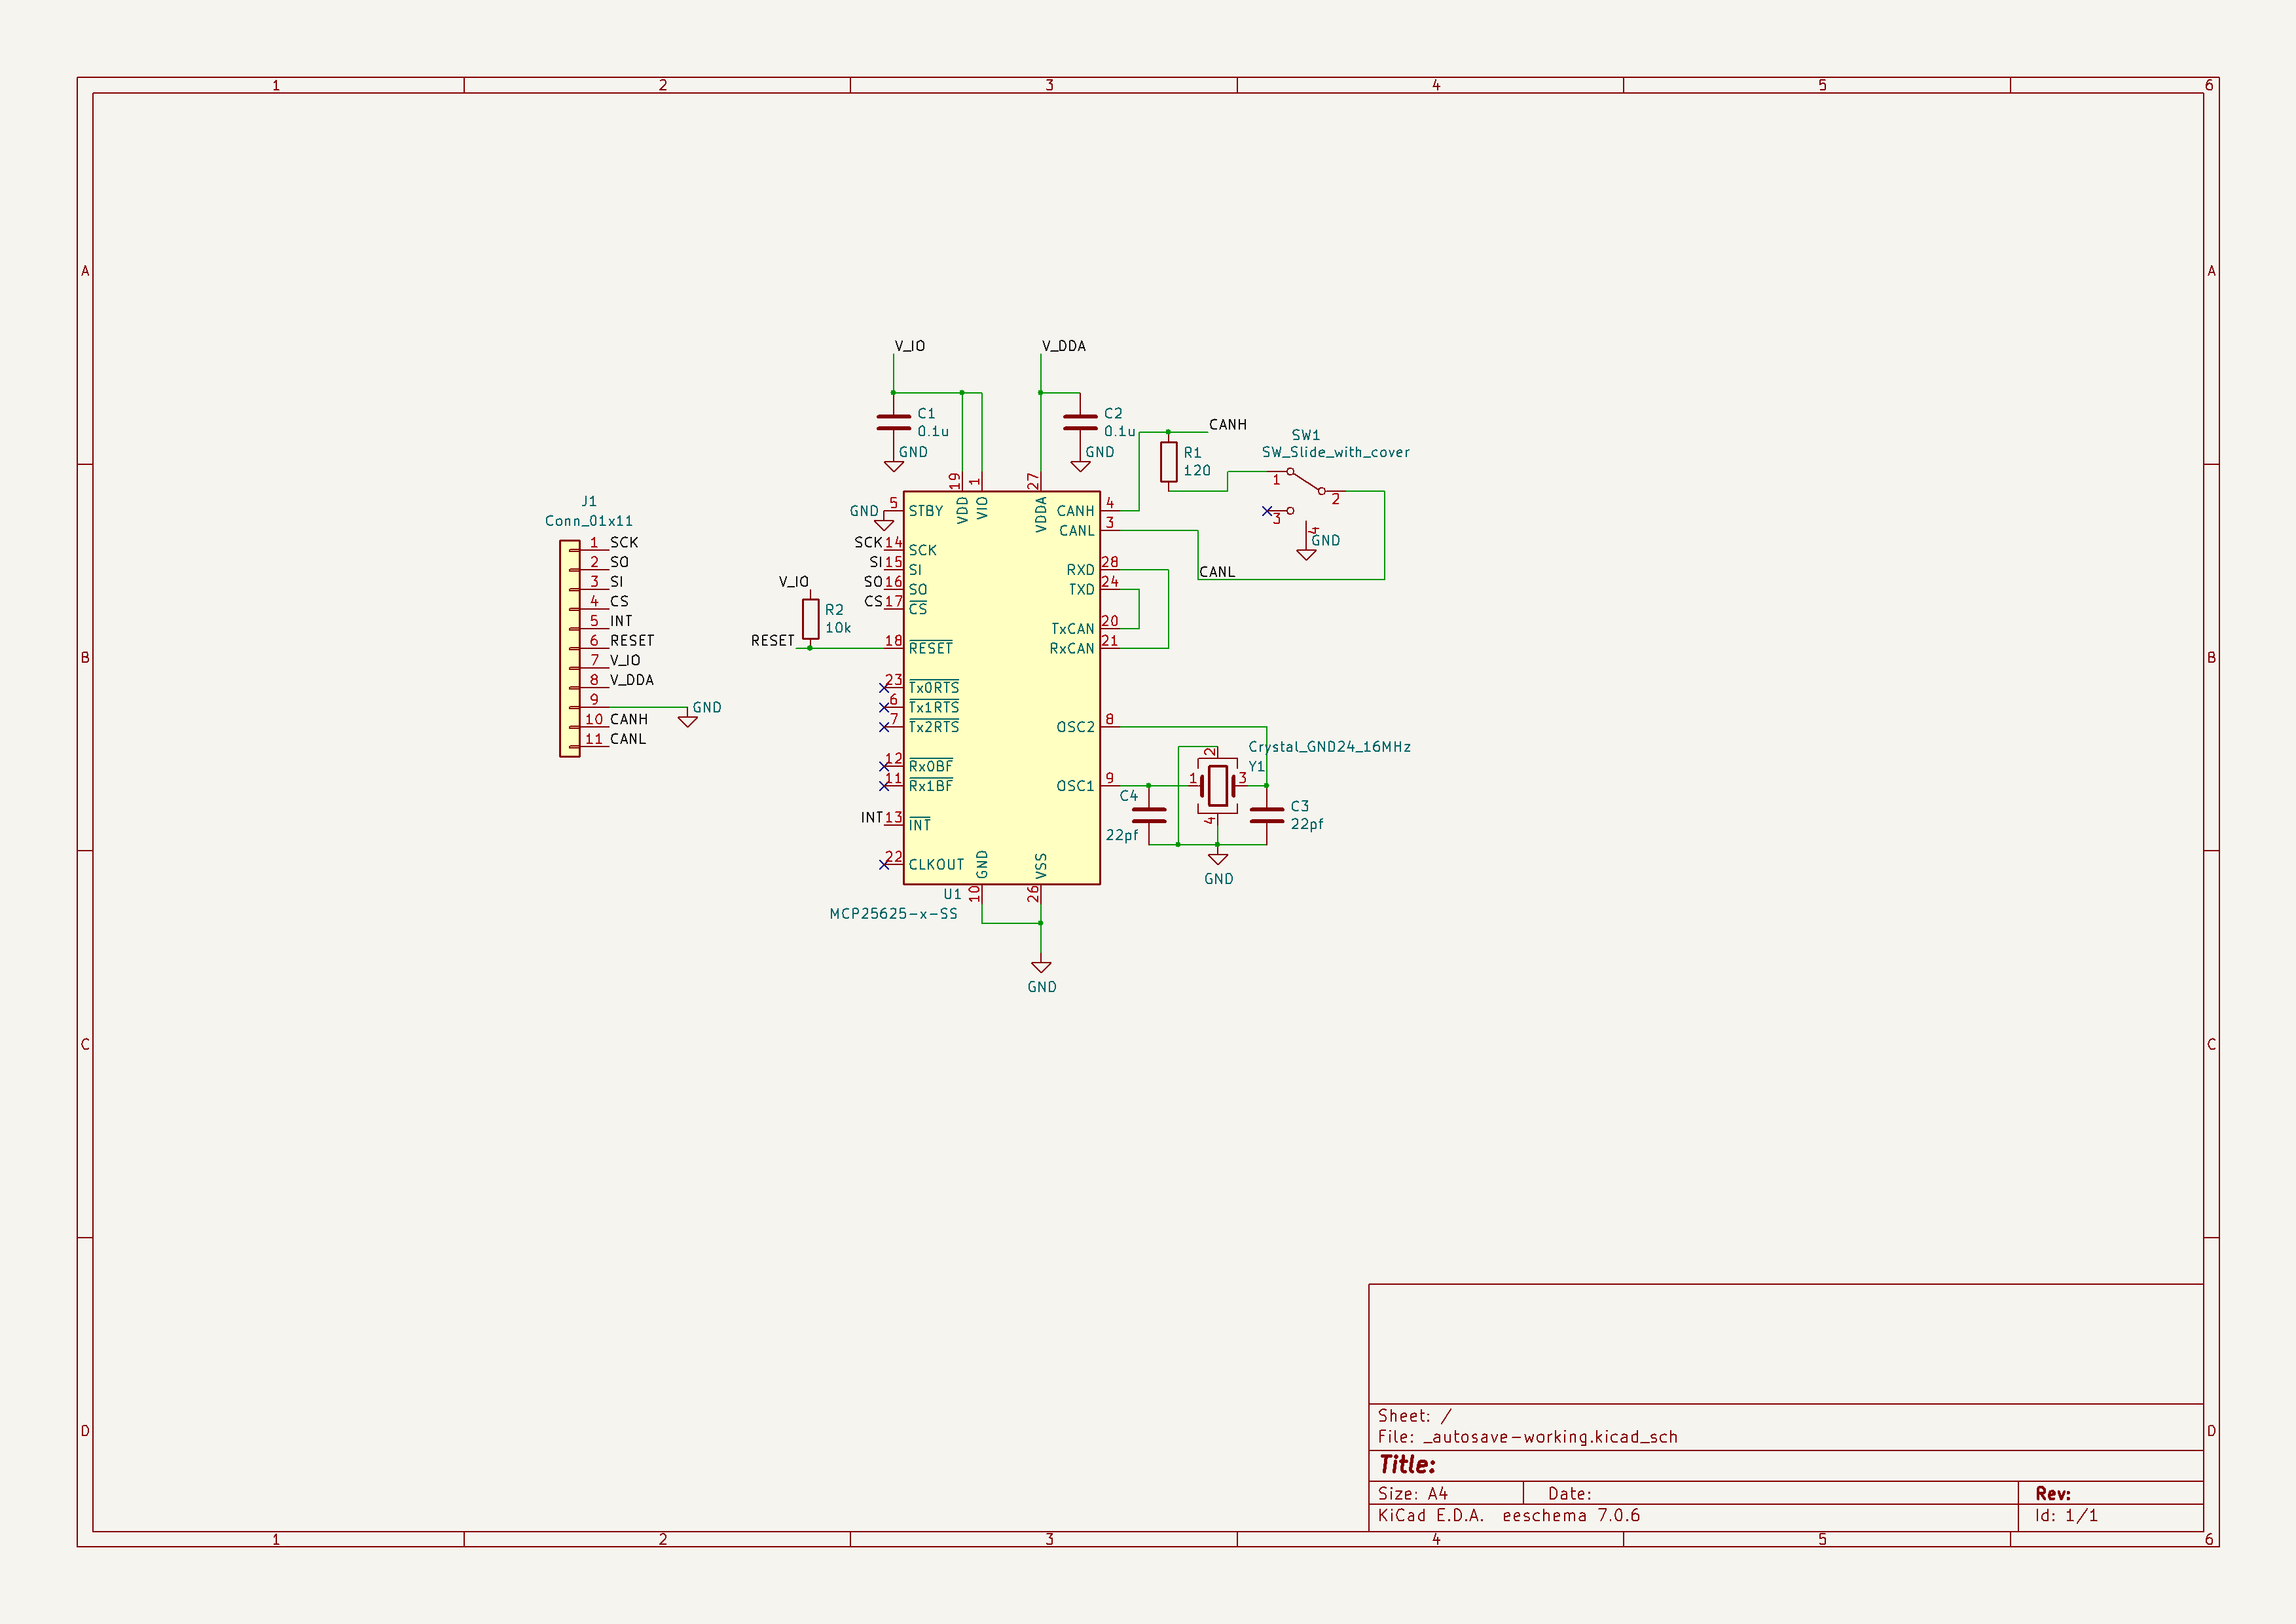 1 2 3 4 5 6
A A
V_IO V_DDA
C1
0.1u
GND
C2
0.1u
GND
CANH
R1
120
SW1
SW_Slide_with_cover
1
2
3
4
GND
CANL
J1
Conn_01x11
1 SCK
2 SO
3 SI
4 CS
5 INT
6 RESET
7 V_IO
8 V_DDA
9 GND
10 CANH
11 CANL
V_IO
R2
10k
RESET
19 1 27
VDD VIO VDDA
GND 5 STBY
SCK 14 SCK
SI 15 SI
SO 16 SO
CS 17 CS
18 RESET
23 Tx0RTS
6 Tx1RTS
7 Tx2RTS
12 Rx0BF
11 Rx1BF
INT 13 INT
22 CLKOUT
CANH 4
CANL 3
RXD 28
TXD 24
TxCAN 20
RxCAN 21
OSC2 8
OSC1 9
GND VSS
10 26
U1
MCP25625-x-SS
GND
Crystal_GND24_16MHz
Y1
2
1 3
4
C4
22pf
C3
22pf
GND
B B
C C
D D
Sheet: /
File: _autosave-working.kicad_sch
Title:
Size: A4 Date: Rev:
KiCad E.D.A. eeschema 7.0.6 Id: 1/1
1 2 3 4 5 6